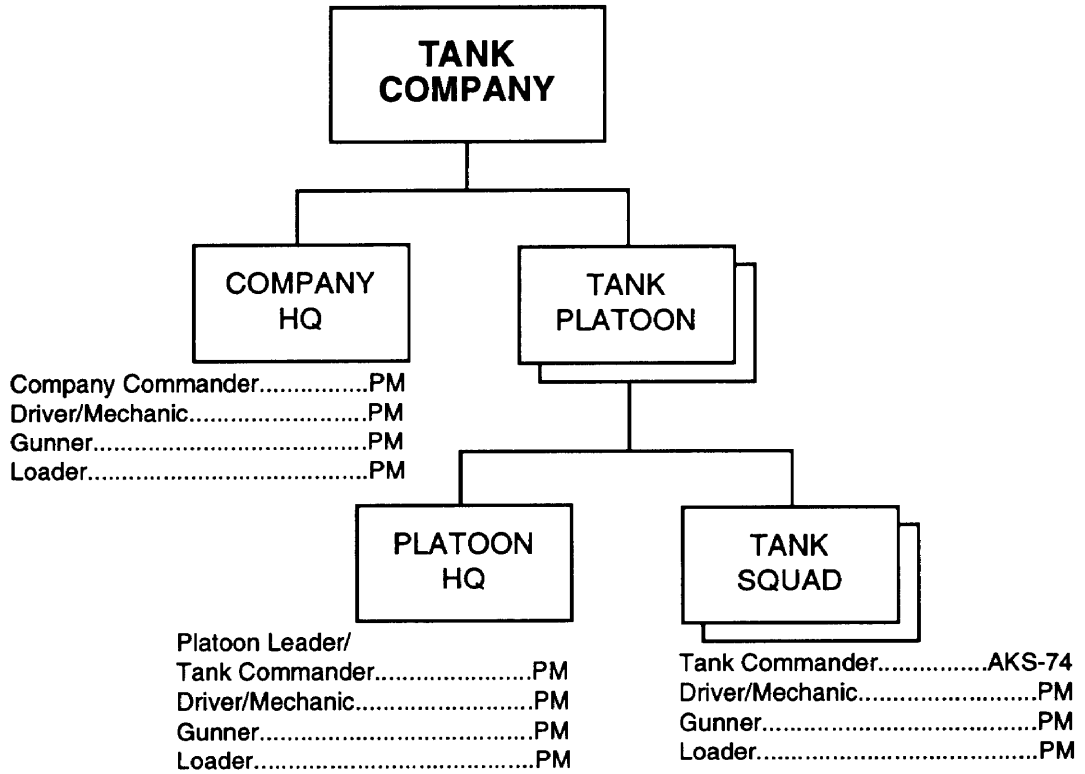 TANK
COMPANY
COMPANY
HQ
TANK
PLATOON
Company Commander................PM
Driver/Mechanic..........................PM
Gunner........................................PM
Loader.........................................PM
PLATOON
HQ
TANK
SQUAD
Platoon Leader/
Tank Commander.......................PM
Driver/Mechanic..........................PM
Gunner........................................PM
Loader.........................................PM
Tank Commander................AKS-74
Driver/Mechanic..........................PM
Gunner........................................PM
Loader.........................................PM